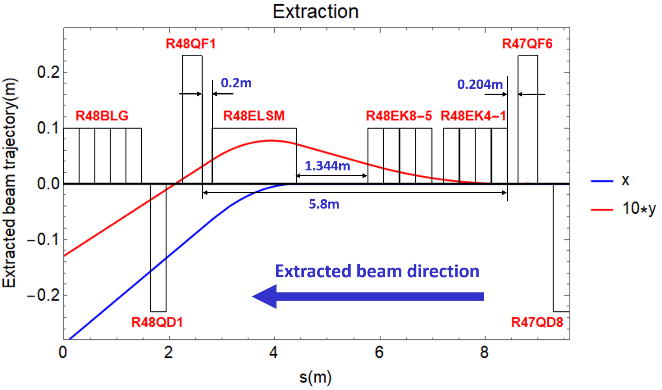 Extraction
R48QF1
R47QF6
0.2m
0.204m
R48BLG
R48ELSM
R48EK8−5
R48EK4−1
1.344m
5.8m
Extracted beam direction
R48QD1
R47QD8
Extracted beam trajectory(m)
0.2
0.1
0.0
−0.1
−0.2
0
2
4
6
8
s(m)
x
10*y